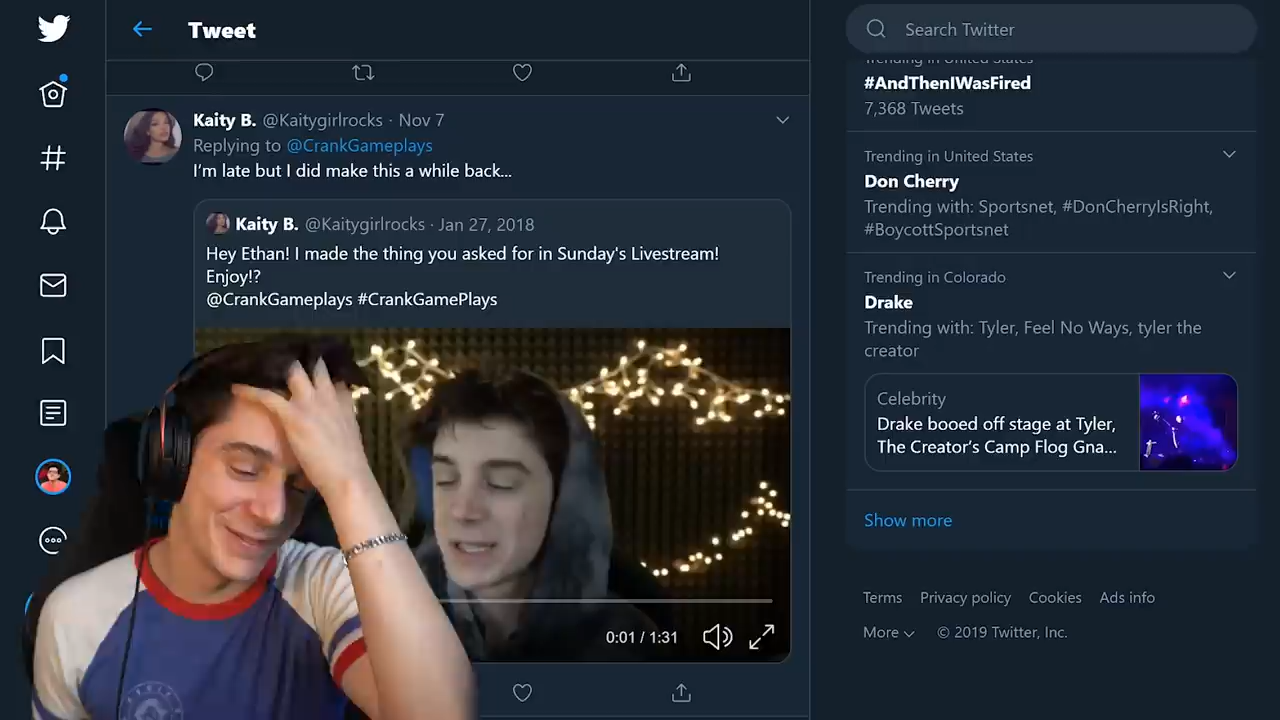 Tweet
Kaity B. @Kaitygirlrocks · Nov 7
Replying to @CrankGameplays
I'm late but I did make this a while back...
Kaity B. @Kaitygirlrocks · Jan 27, 2018
Hey Ethan! I made the thing you asked for in Sunday's Livestream!
Enjoy!?
@CrankGameplays #CrankGamePlays
0:01 / 1:31
Search Twitter
Trending in United States
#AndThenIWasFired
7,368 Tweets
Trending in United States
Don Cherry
Trending with: Sportsnet, #DonCherryIsRight,
#BoycottSportsnet
Trending in Colorado
Drake
Trending with: Tyler, Feel No Ways, tyler the
creator
Celebrity
Drake booed off stage at Tyler,
The Creator's Camp Flog Gna...
Show more
Terms Privacy policy Cookies Ads info
More © 2019 Twitter, Inc.